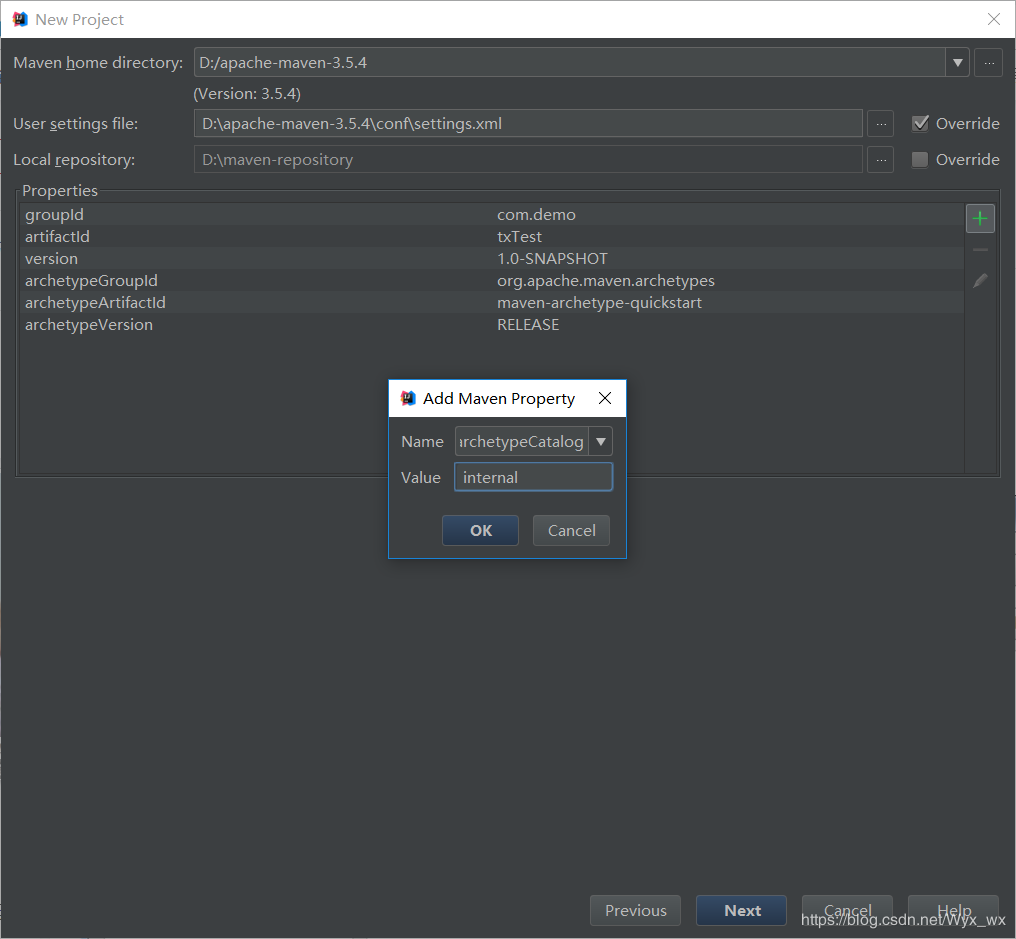 New Project
Maven home directory: D:/apache-maven-3.5.4 ...
(Version: 3.5.4)
User settings file: D:\apache-maven-3.5.4\conf\settings.xml ... Override
Local repository: D:\maven-repository ... Override
Properties
groupId com.demo
artifactId txTest
version 1.0-SNAPSHOT
archetypeGroupId org.apache.maven.archetypes
archetypeArtifactId maven-archetype-quickstart
archetypeVersion RELEASE
Add Maven Property
Name archetypeCatalog
Value internal
OK Cancel
Previous Next Cancel Help
https://blog.csdn.net/Wyx_wx